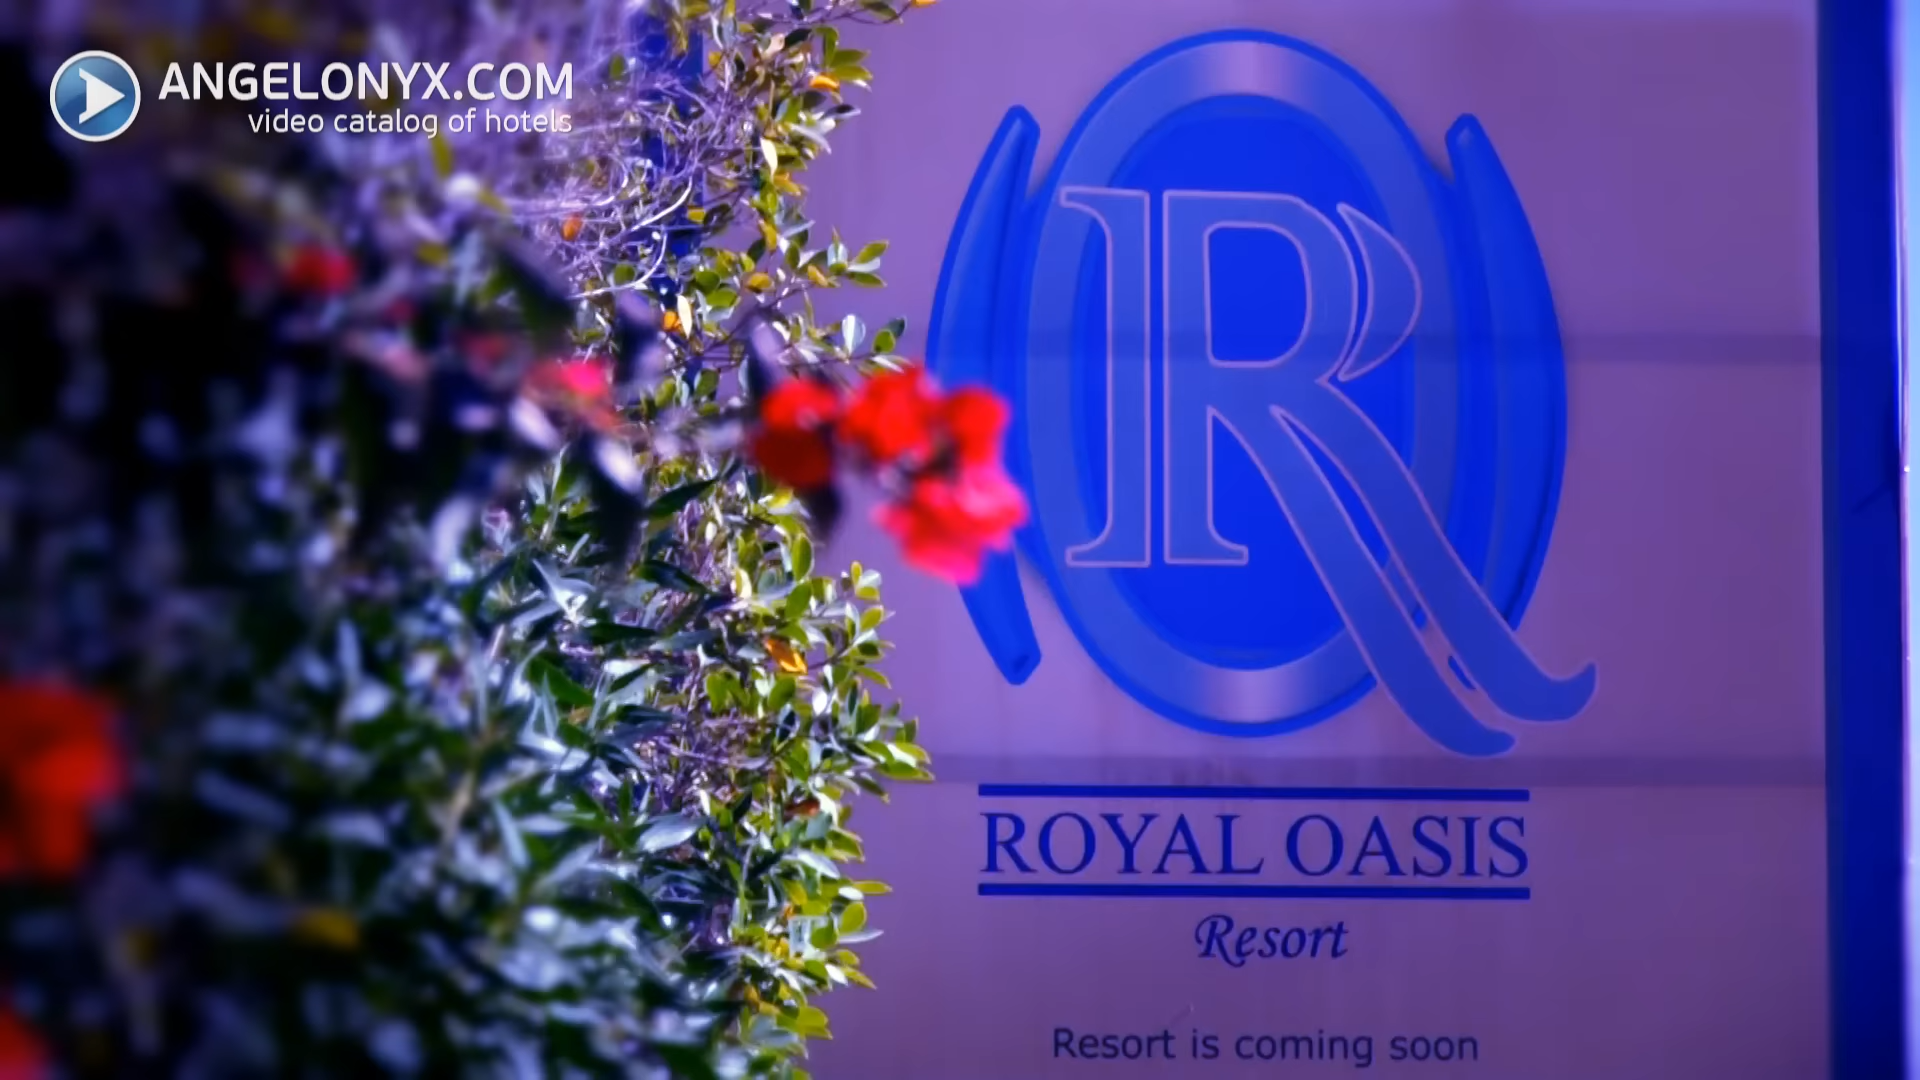 ANGELONYX.COM
video catalog of hotels
R
ROYAL OASIS
Resort
Resort is coming soon